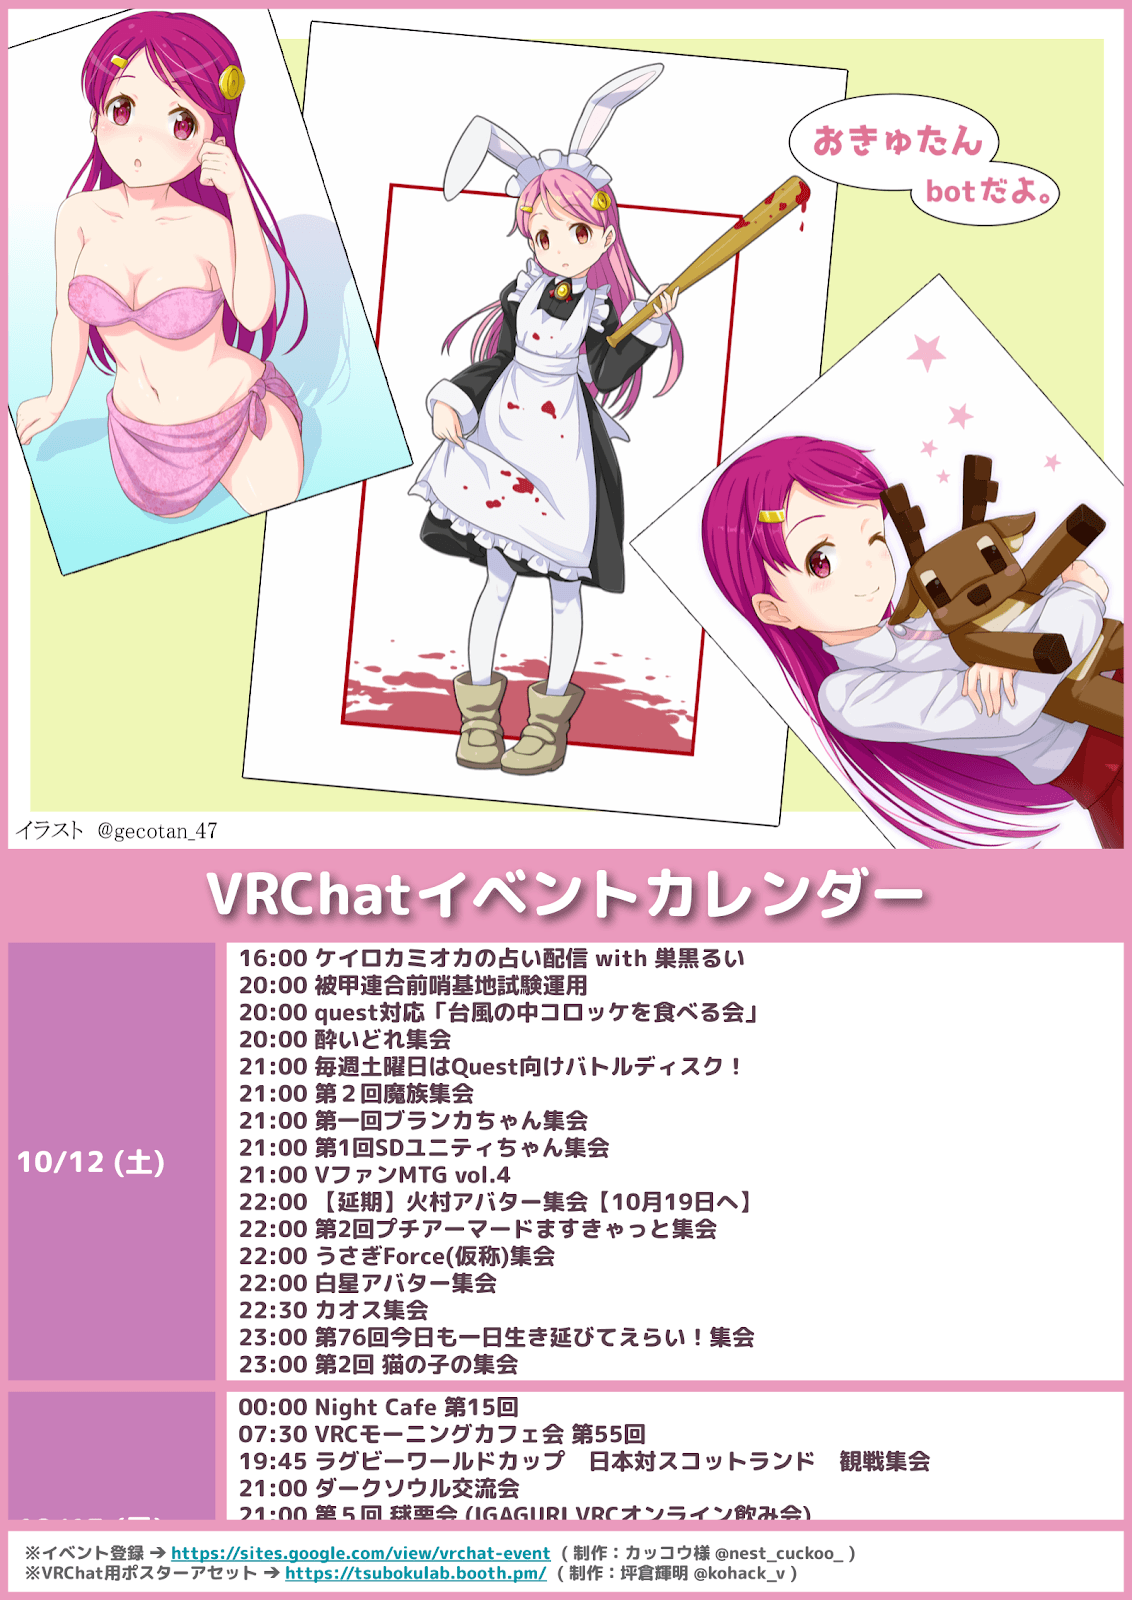 おきゅたん
botだよ。
イラスト @gecotan_47
VRChatイベントカレンダー
10/12 (土)
16:00 ケイロカミオカの占い配信 with 巣黒るい
20:00 被甲連合前哨基地試験運用
20:00 quest対応「台風の中コロッケを食べる会」
20:00 酔いどれ集会
21:00 毎週土曜日はQuest向けバトルディスク！
21:00 第２回魔族集会
21:00 第一回ブランカちゃん集会
21:00 第1回SDユニティちゃん集会
21:00 VファンMTG vol.4
22:00 【延期】火村アバター集会【10月19日へ】
22:00 第2回プチアーマードますきゃっと集会
22:00 うさぎForce(仮称)集会
22:00 白星アバター集会
22:30 カオス集会
23:00 第76回今日も一日生き延びてえらい！集会
23:00 第2回 猫の子の集会
00:00 Night Cafe 第15回
07:30 VRCモーニングカフェ会 第55回
19:45 ラグビーワールドカップ　日本対スコットランド　観戦集会
21:00 ダークソウル交流会
21:00 第５回 毬栗会 (IGAGURI VRCオンライン飲み会)
※イベント登録 → https://sites.google.com/view/vrchat-event （ 制作：カッコウ様 @nest_cuckoo_ ）
※VRChat用ポスターアセット → https://tsubokulab.booth.pm/ （ 制作：坪倉輝明 @kohack_v ）